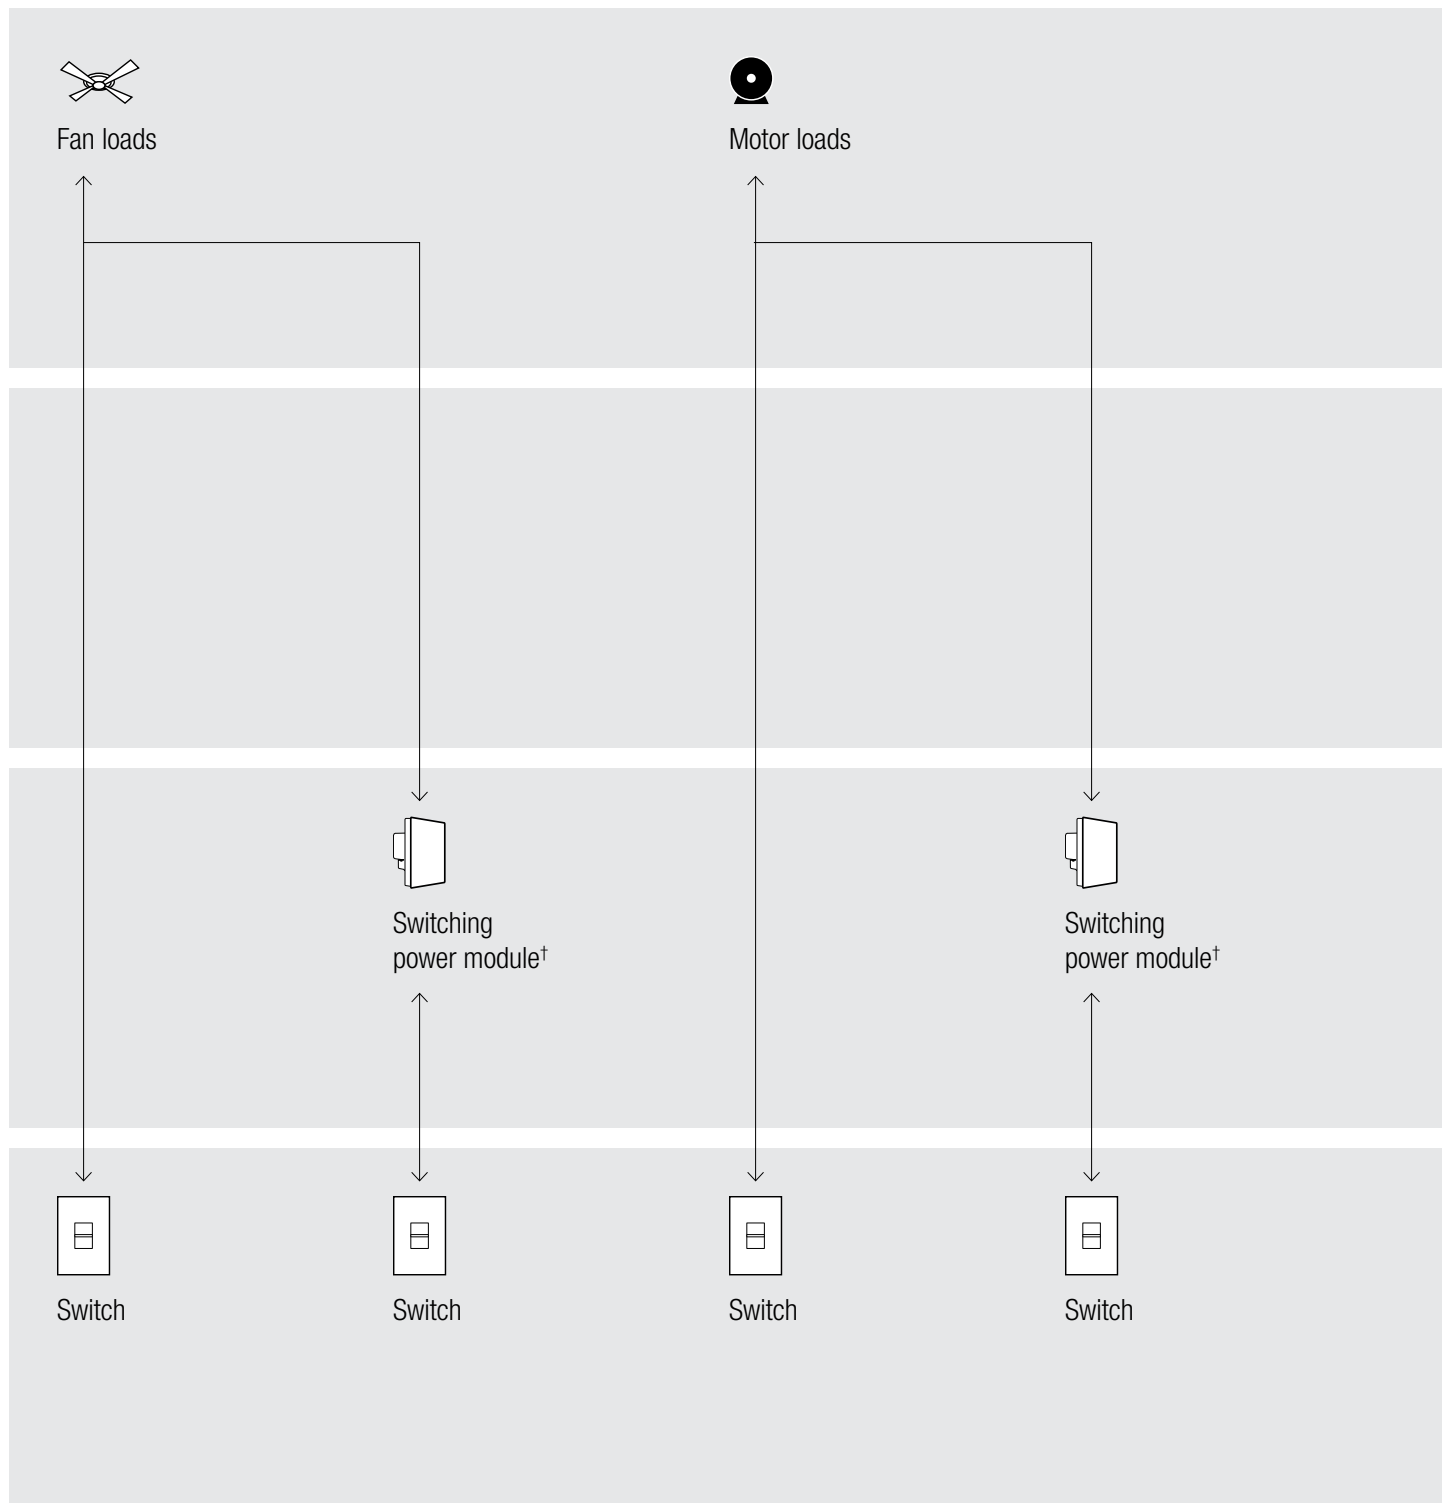 Fan loads
Motor loads
Switching
power module†
Switching
power module†
Switch
Switch
Switch
Switch